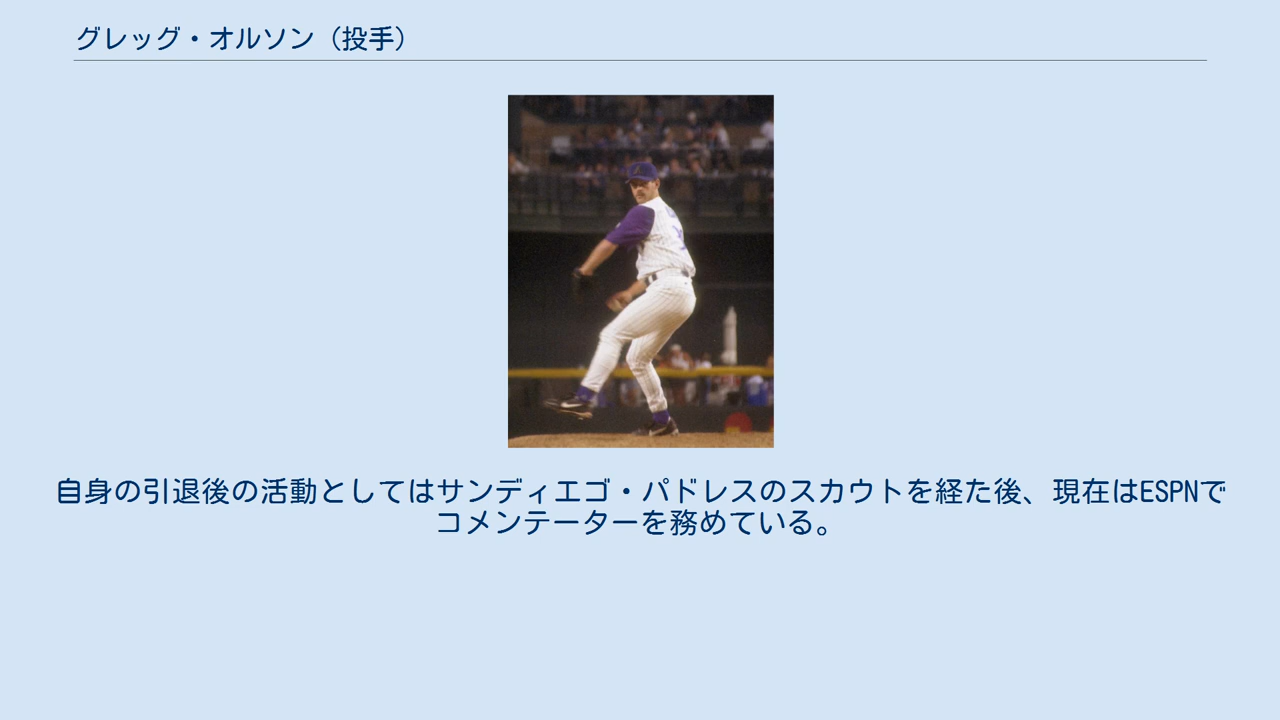 グレッグ・オルソン（投手）
自身の引退後の活動としてはサンディエゴ・パドレスのスカウトを経た後、現在はESPNで
コメンテーターを務めている。